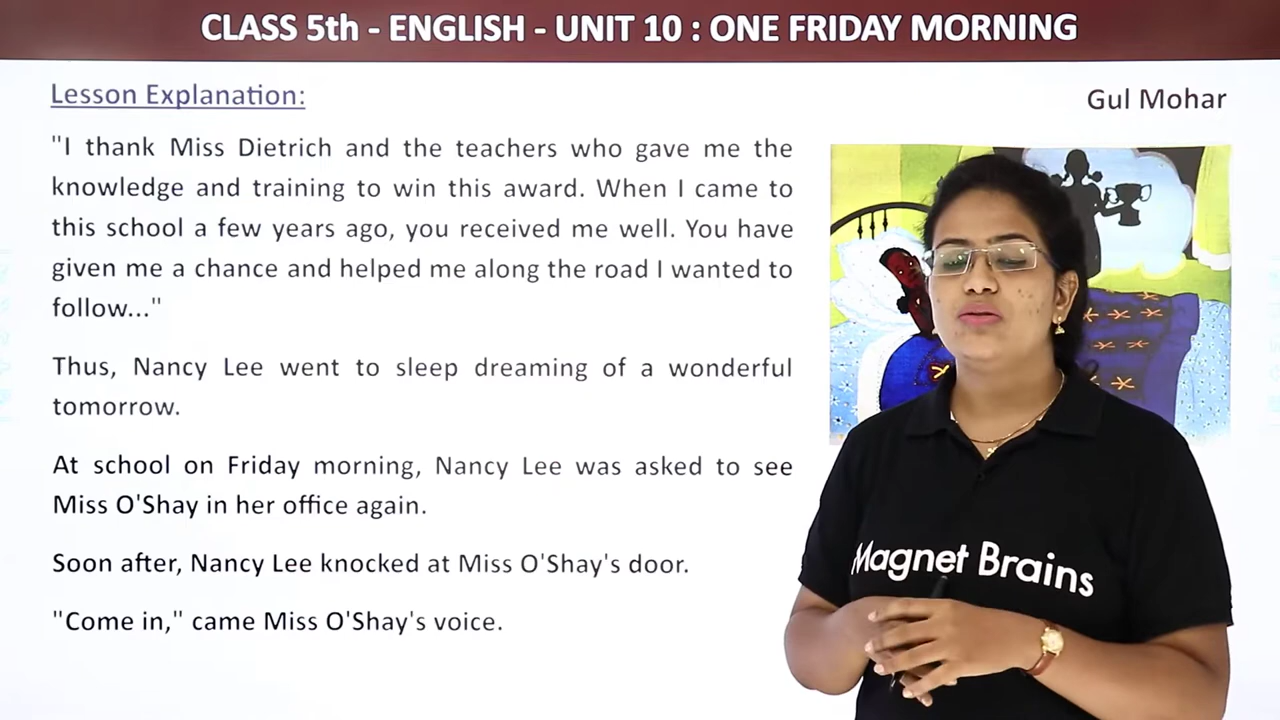 CLASS 5th - ENGLISH - UNIT 10 : ONE FRIDAY MORNING
Lesson Explanation:
Gul Mohar
"I thank Miss Dietrich and the teachers who gave me the
knowledge and training to win this award. When I came to
this school a few years ago, you received me well. You have
given me a chance and helped me along the road I wanted to
follow..."
Thus, Nancy Lee went to sleep dreaming of a wonderful
tomorrow.
At school on Friday morning, Nancy Lee was asked to see
Miss O'Shay in her office again.
Soon after, Nancy Lee knocked at Miss O'Shay's door.
"Come in," came Miss O'Shay's voice.
Magnet Brains